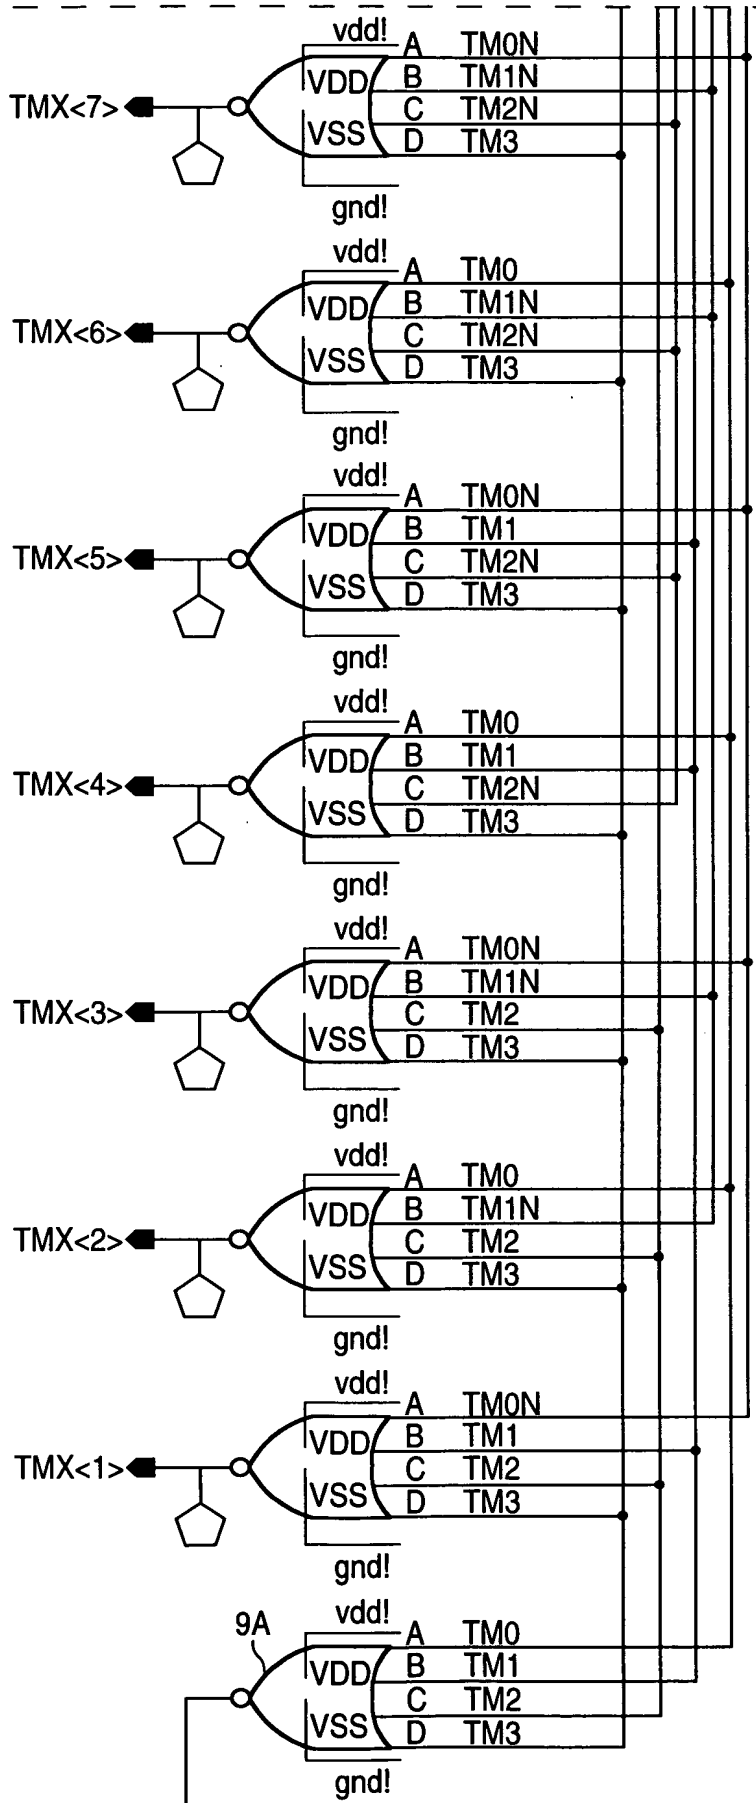 vdd!
A TM0N
VDD B TM1N
TMX<7>
C TM2N
VSS D TM3
gnd!
vdd!
A TM0
VDD B TM1N
TMX<6>
C TM2N
VSS D TM3
gnd!
vdd!
A TM0N
VDD B TM1
TMX<5>
C TM2N
VSS D TM3
gnd!
vdd!
A TM0
VDD B TM1
TMX<4>
C TM2N
VSS D TM3
gnd!
vdd!
A TM0N
VDD B TM1N
TMX<3>
C TM2
VSS D TM3
gnd!
vdd!
A TM0
VDD B TM1N
TMX<2>
C TM2
VSS D TM3
gnd!
vdd!
A TM0N
VDD B TM1
TMX<1>
C TM2
VSS D TM3
gnd!
vdd!
9A
A TM0
VDD B TM1
C TM2
VSS D TM3
gnd!